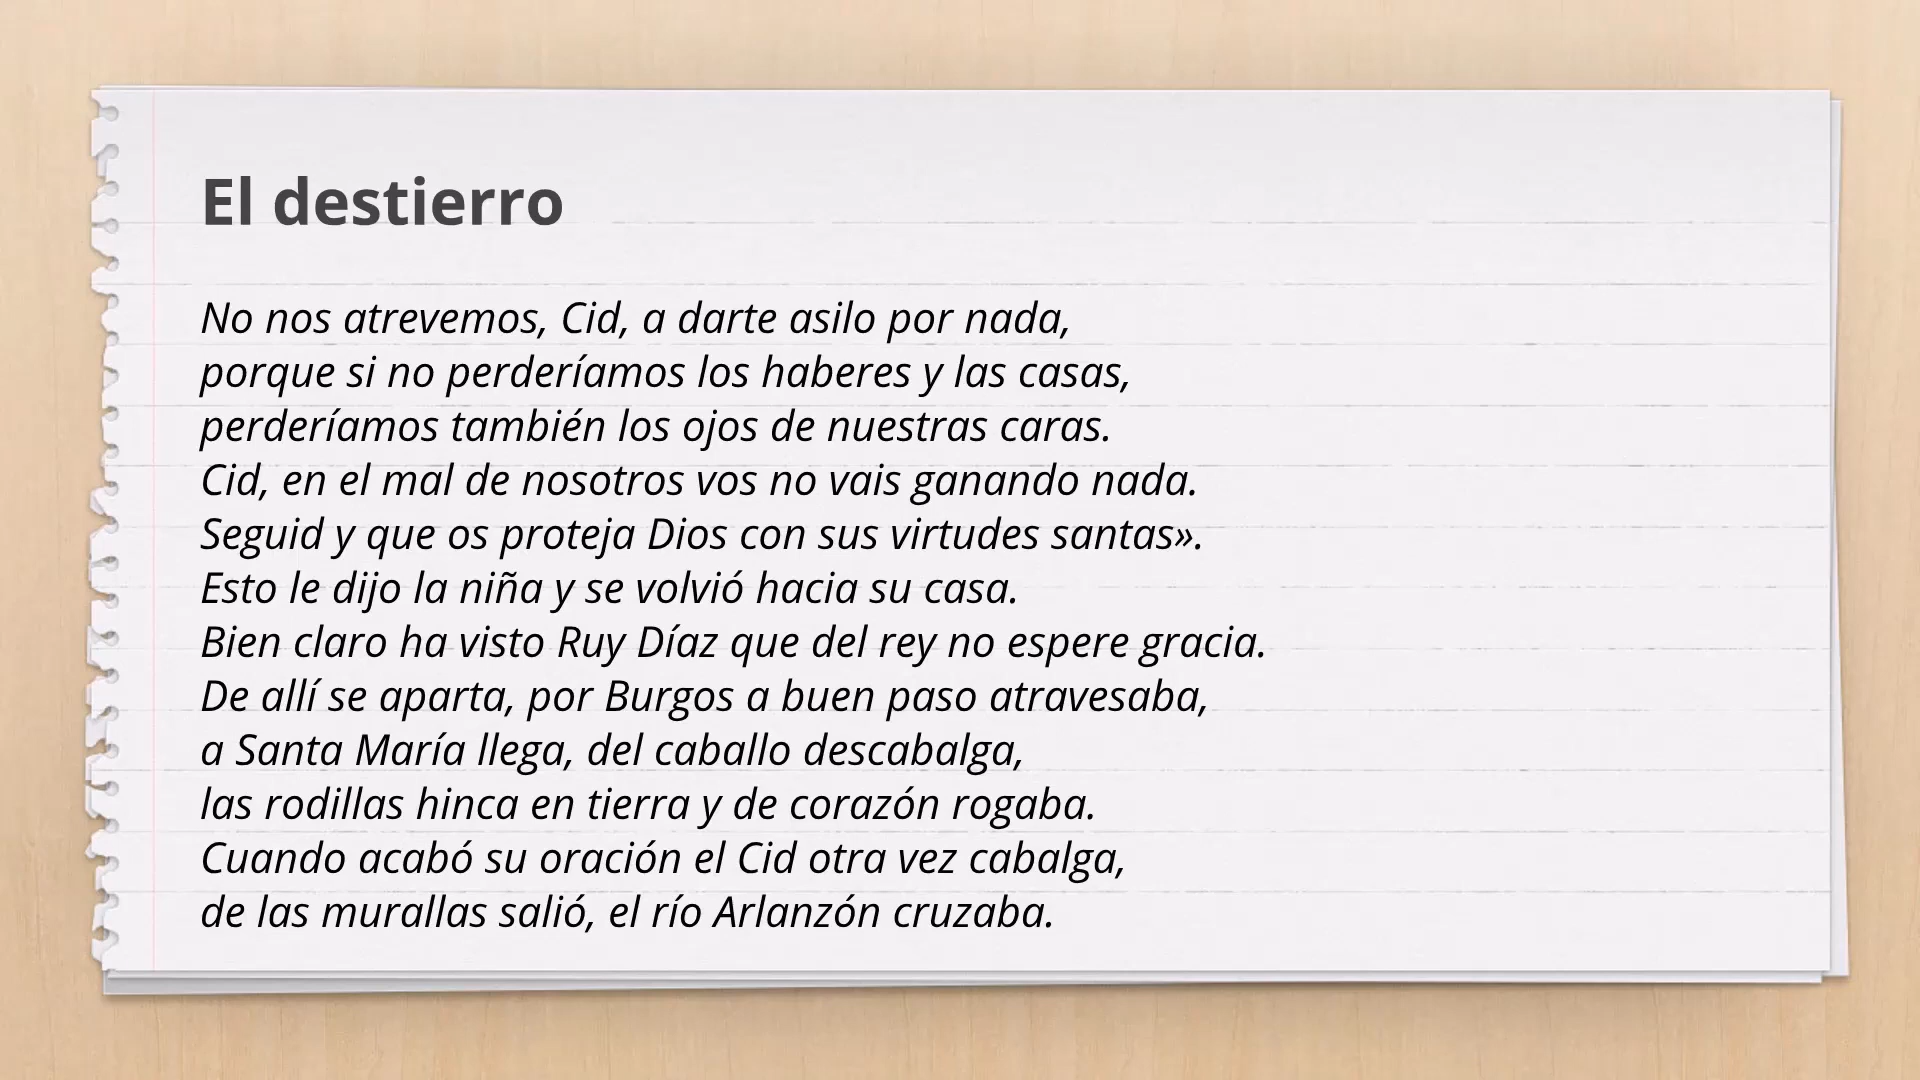 El destierro
No nos atrevemos, Cid, a darte asilo por nada,
porque si no perderíamos los haberes y las casas,
perderíamos también los ojos de nuestras caras.
Cid, en el mal de nosotros vos no vais ganando nada.
Seguid y que os proteja Dios con sus virtudes santas».
Esto le dijo la niña y se volvió hacia su casa.
Bien claro ha visto Ruy Díaz que del rey no espere gracia.
De allí se aparta, por Burgos a buen paso atravesaba,
a Santa María llega, del caballo descabalga,
las rodillas hinca en tierra y de corazón rogaba.
Cuando acabó su oración el Cid otra vez cabalga,
de las murallas salió, el río Arlanzón cruzaba.